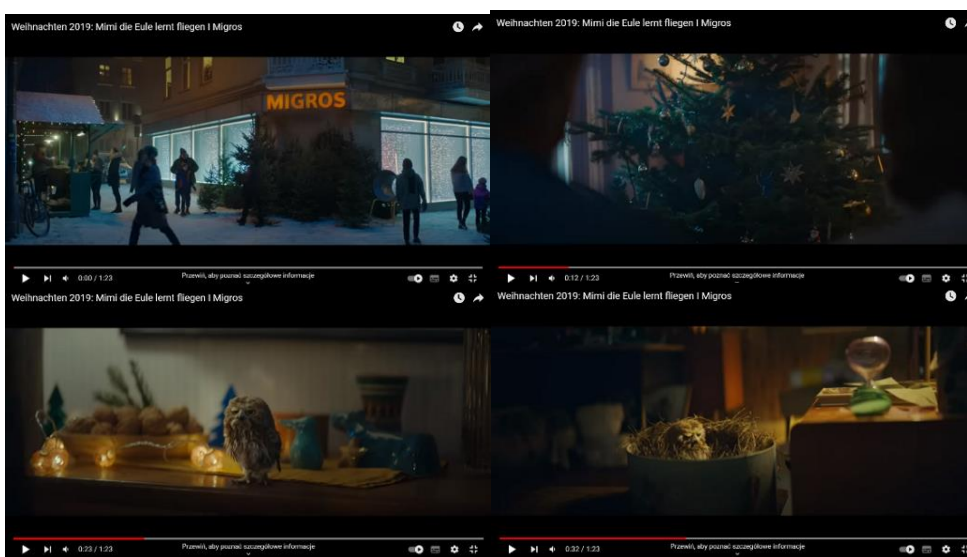 Weihnachten 2019: Mimi die Eule lernt fliegen I Migros
MIGROS
0:00 / 1:23
Przewiń, aby poznać szczegółowe informacje
Weihnachten 2019: Mimi die Eule lernt fliegen I Migros
0:12 / 1:23
Przewiń, aby poznać szczegółowe informacje
Weihnachten 2019: Mimi die Eule lernt fliegen I Migros
0:23 / 1:23
Przewiń, aby poznać szczegółowe informacje
Weihnachten 2019: Mimi die Eule lernt fliegen I Migros
0:32 / 1:23
Przewiń, aby poznać szczegółowe informacje